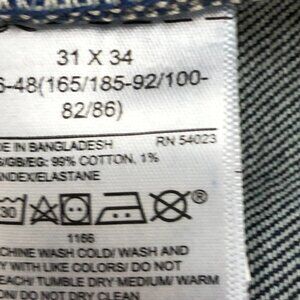 31 X 34
6-48(165/185-92/100-
82/86)
DE IN BANGLADESH RN 54023
S/GB/EG: 99% COTTON, 1%
ANDEX/ELASTANE
30 ®
1166
CHINE WASH COLD/ WASH AND
Y WITH LIKE COLORS/ DO NOT
EACH/ TUMBLE DRY MEDIUM/ WARM
ON/ DO NOT DRY CLEAN